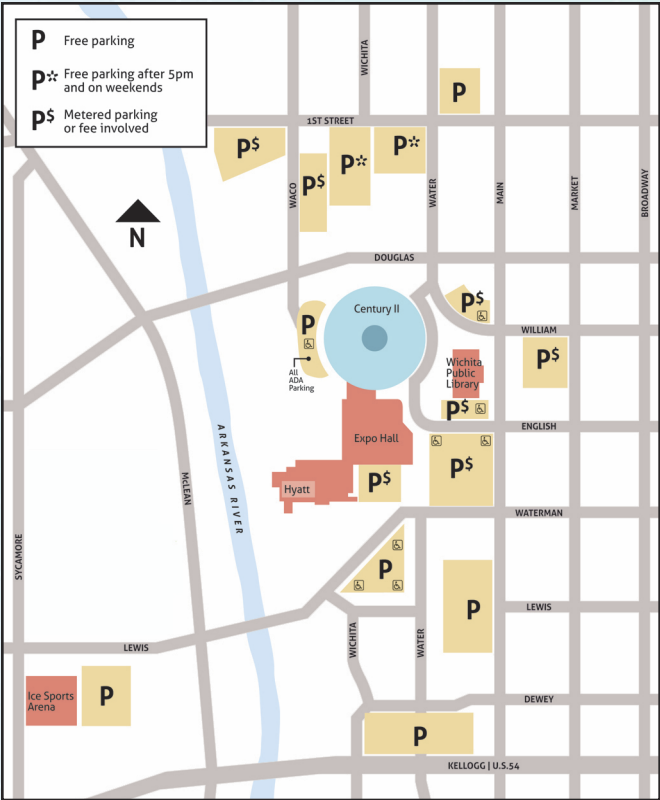 P Free parking
P* Free parking after 5pm
and on weekends
P$ Metered parking
or fee involved
WICHITA
P
1ST STREET
P$
P$
P*
P*
WACO
WATER
MAIN
MARKET
BROADWAY
N
DOUGLAS
Century II
P
All
ADA
Parking
P$
WILLIAM
Wichita
Public
Library
P$
P$
ENGLISH
Expo Hall
P$
P$
Hyatt
ARKANSAS RIVER
McLEAN
SYCAMORE
WATERMAN
P
P
LEWIS
LEWIS
WICHITA
WATER
Ice Sports
Arena
P
DEWEY
P
KELLOGG | U.S.54